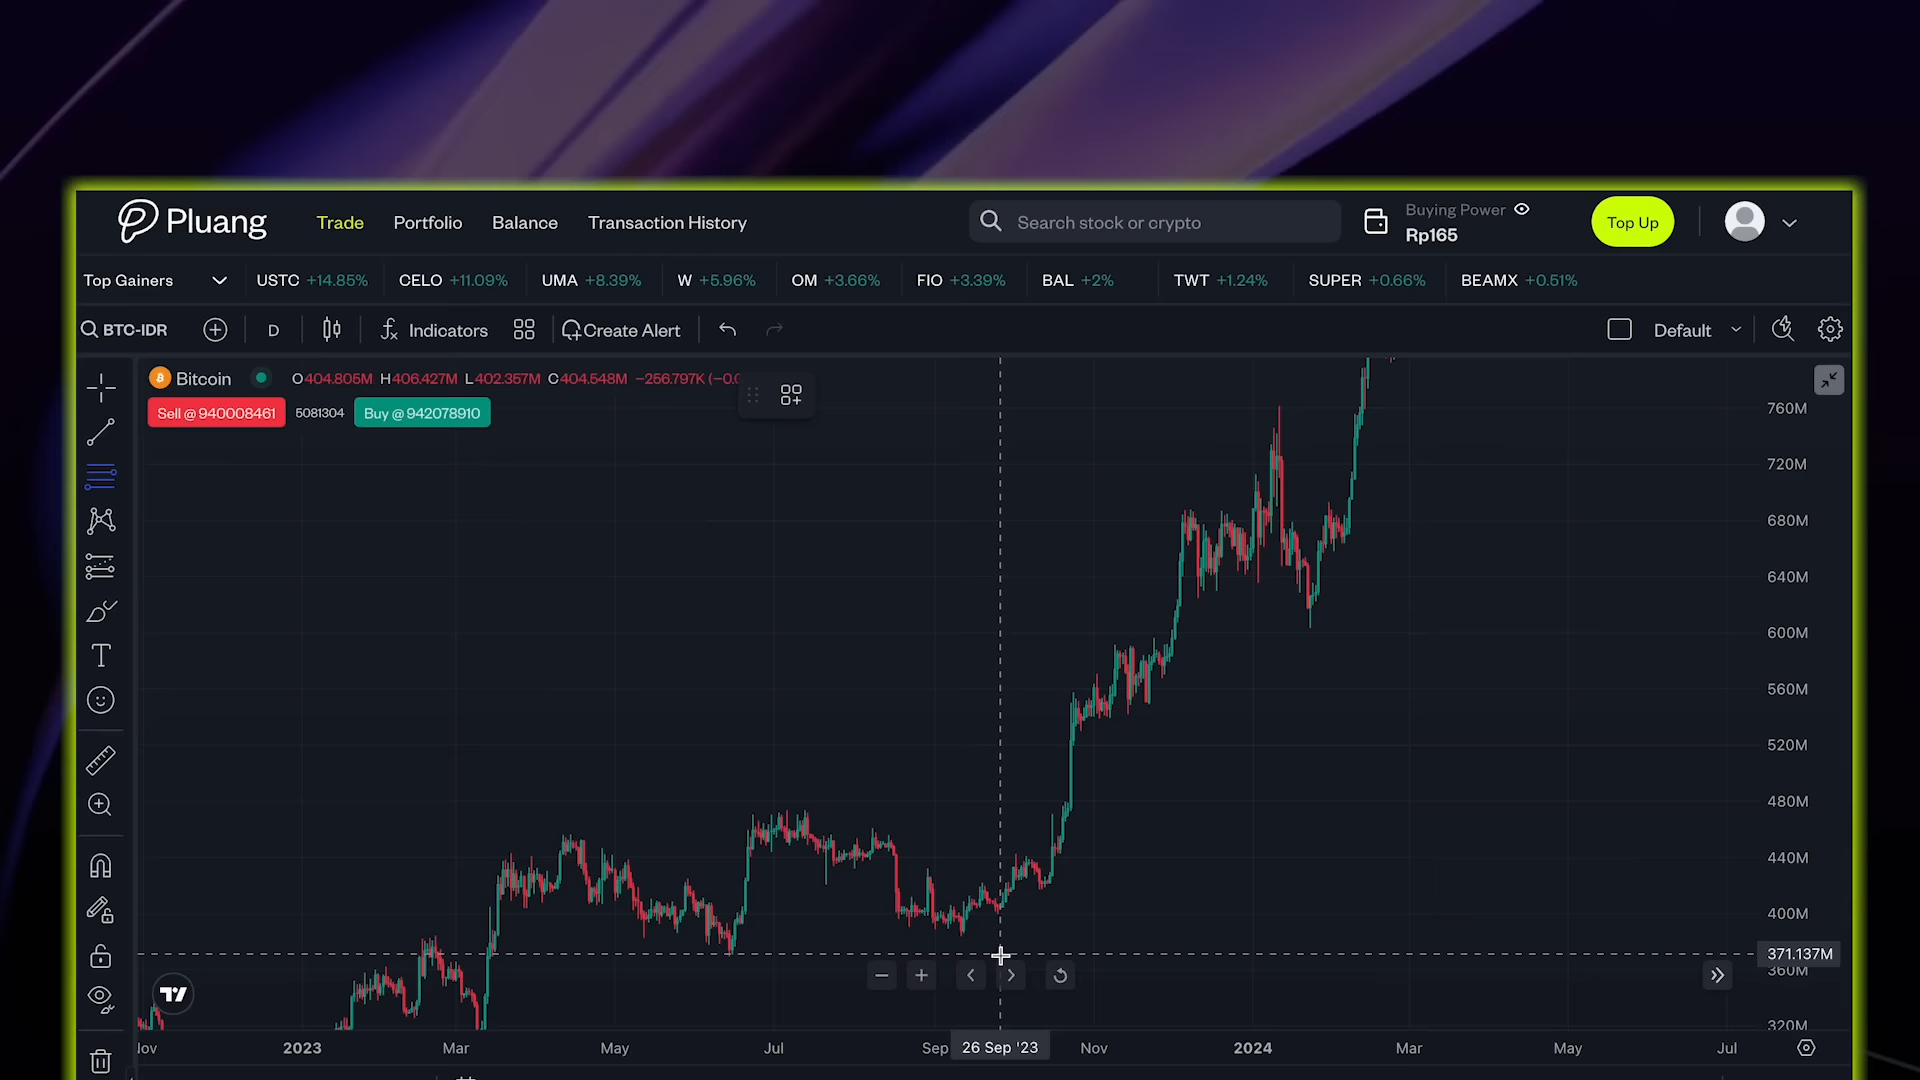 Pluang Trade Portfolio Balance Transaction History Search stock or crypto Buying Power Top Up
Rp165
Top Gainers USTC +14.85% CELO +11.09% UMA +8.39% W +5.96% OM +3.66% FIO +3.39% BAL +2% TWT +1.24% SUPER +0.66% BEAMX +0.51%
BTC-IDR D Indicators Create Alert Default
Bitcoin O404.805M H406.427M L402.357M C404.548M −256.797K
Sell @ 940008461 5081304 Buy @ 942078910
760M
720M
680M
640M
600M
560M
520M
480M
440M
400M
371.137M
360M
320M
2023 Mar May Jul Sep 26 Sep '23 Nov 2024 Mar May Jul